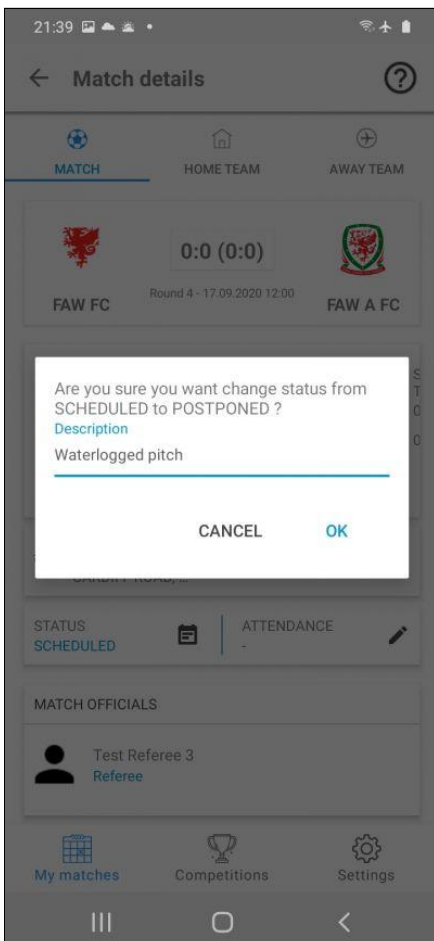 21:39
Match details
MATCH
HOME TEAM
AWAY TEAM
0:0 (0:0)
Round 4 - 17.09.2020 12:00
FAW FC
FAW A FC
Are you sure you want change status from
SCHEDULED to POSTPONED ?
Description
Waterlogged pitch
CANCEL
OK
STATUS
SCHEDULED
ATTENDANCE
-
MATCH OFFICIALS
Test Referee 3
Referee
My matches
Competitions
Settings